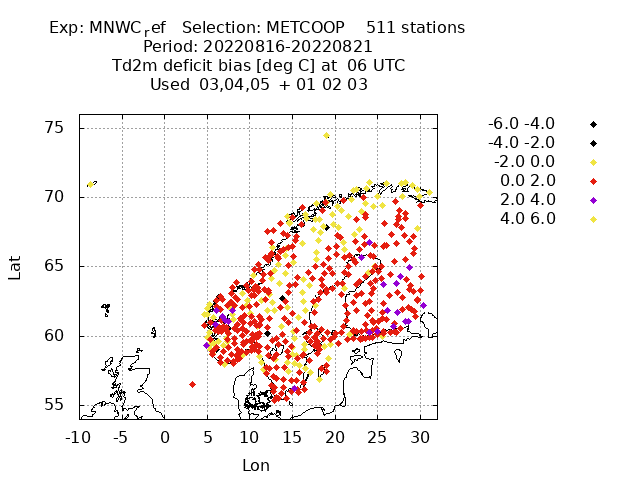 Exp: MNWC_ref   Selection: METCOOP    511 stations
Period: 20220816-20220821
Td2m deficit bias [deg C] at  06 UTC
Used  03,04,05  + 01 02 03
-6.0 -4.0
-4.0 -2.0
-2.0 0.0
0.0 2.0
2.0 4.0
4.0 6.0
75
70
65
60
55
Lat
-10 -5 0 5 10 15 20 25 30
Lon